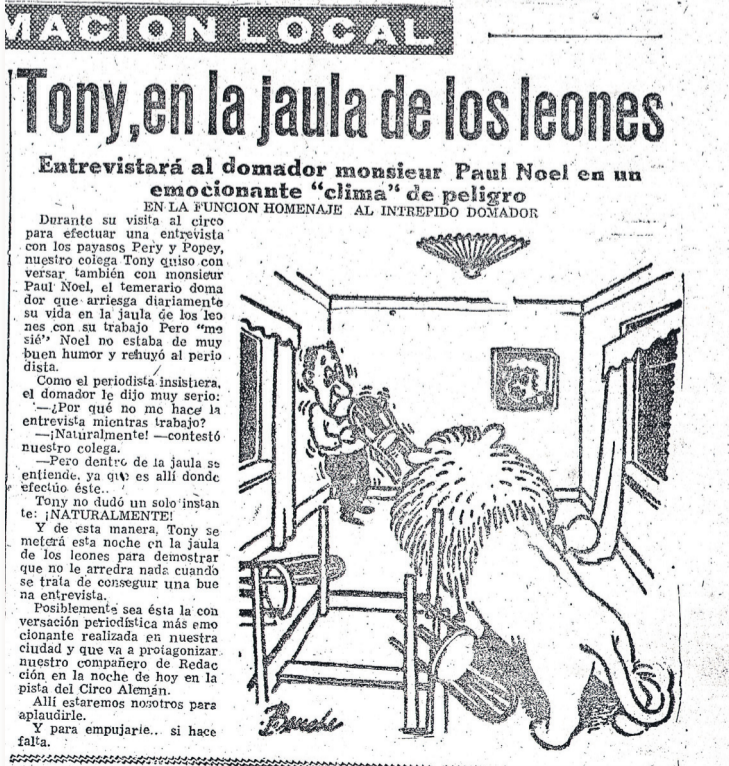 MACION LOCAL
Tony, en la jaula de los leones
Entrevistará al domador monsieur Paul Noel en un
emocionante "clima" de peligro
EN LA FUNCION HOMENAJE AL INTREPIDO DOMADOR
Durante su visita al circo
para efectuar una entrevista
con los payasos Pery y Popey,
nuestro colega Tony quiso con
versar también con monsieur
Paul Noel, el temerario doma
dor que arriesga diariamente
su vida en la jaula de los leo
nes con su trabajo Pero "mo
sié" Noel no estaba de muy
buen humor y rehuyó al perio
dista.
Como el periodista insistiera,
el domador le dijo muy serio:
—¿Por qué no me hace la
entrevista mientras trabajo?
—¡Naturalmente! —contestó
nuestro colega.
—Pero dentro de la jaula se
entiende, ya que es allí donde
efectúo éste..
Tony no dudó un solo instan
te: ¡NATURALMENTE!
Y de esta manera, Tony se
meterá esta noche en la jaula
de los leones para demostrar
que no le arredra nada cuando
se trata de conseguir una bue
na entrevista.
Posiblemente sea ésta la con
versación periodística más emo
cionante realizada en nuestra
ciudad y que va a protagonizar
nuestro compañero de Redac
ción en la noche de hoy en la
pista del Circo Alemán.
Allí estaremos nosotros para
aplaudirle.
Y para empujarle.. si hace
falta.